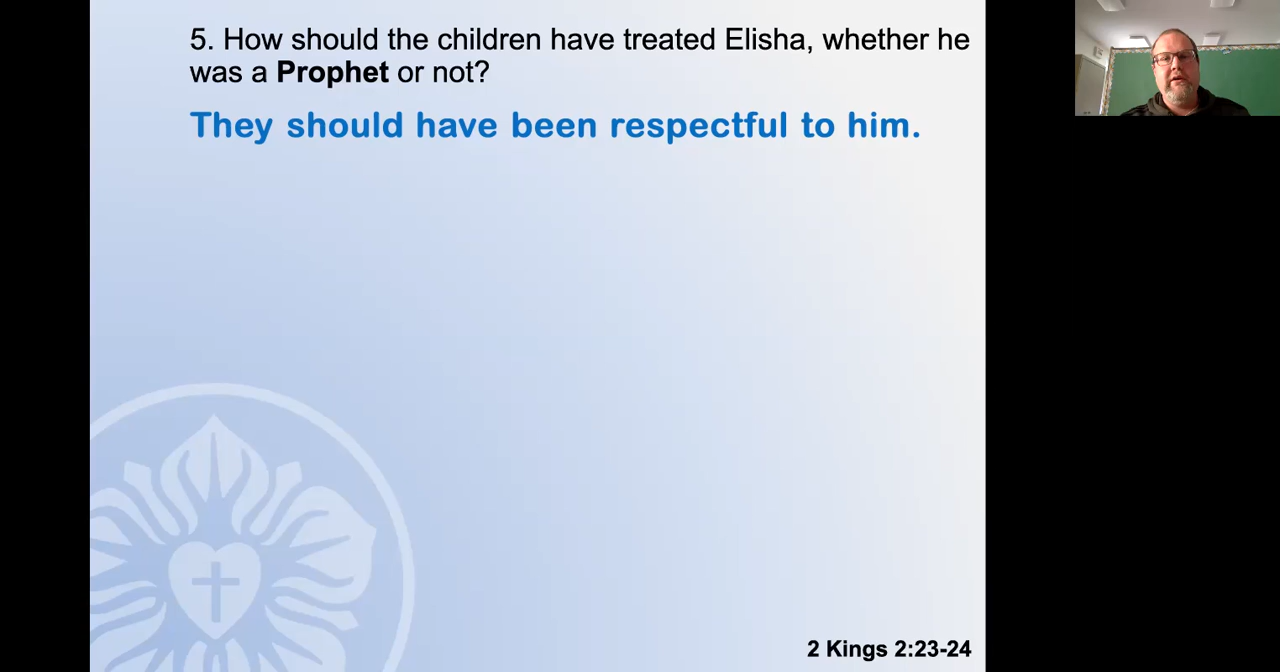 5. How should the children have treated Elisha, whether he
was a Prophet or not?
They should have been respectful to him.
2 Kings 2:23-24